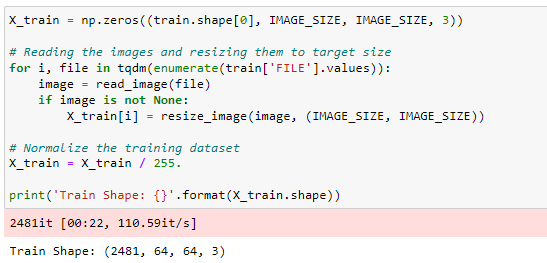 X_train = np.zeros((train.shape[0], IMAGE_SIZE, IMAGE_SIZE, 3))
# Reading the images and resizing them to target size
for i, file in tqdm(enumerate(train['FILE'].values)):
    image = read_image(file)
    if image is not None:
        X_train[i] = resize_image(image, (IMAGE_SIZE, IMAGE_SIZE))
# Normalize the training dataset
X_train = X_train / 255.
print('Train Shape: {}'.format(X_train.shape))
2481it [00:22, 110.59it/s]
Train Shape: (2481, 64, 64, 3)